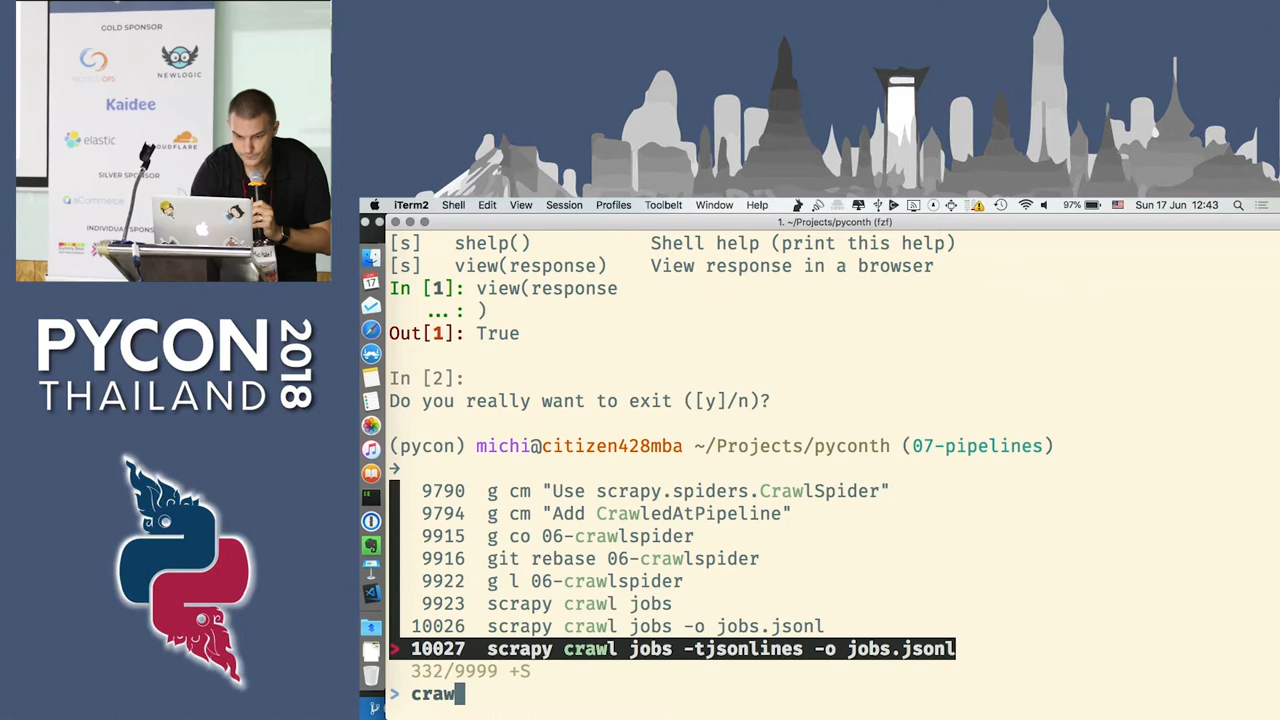 GOLD SPONSOR
NEWLOGIC
Kaidee
elastic
SILVER SPONSOR
PYCON
THAILAND
2018
iTerm2 Shell Edit View Session Profiles Toolbelt Window Help 97% Sun 17 Jun 12:43
1. ~/Projects/pyconth (fzf)
[s] shelp() Shell help (print this help)
[s] view(response) View response in a browser
In [1]: view(response
...: )
Out[1]: True
In [2]:
Do you really want to exit ([y]/n)?
(pycon) michi@citizen428mba ~/Projects/pyconth (07-pipelines)
→
9790 g cm "Use scrapy.spiders.CrawlSpider"
9794 g cm "Add CrawledAtPipeline"
9915 g co 06-crawlspider
9916 git rebase 06-crawlspider
9922 g l 06-crawlspider
9923 scrapy crawl jobs
10026 scrapy crawl jobs -o jobs.jsonl
> 10027 scrapy crawl jobs -tjsonlines -o jobs.jsonl
332/9999 +S
> craw